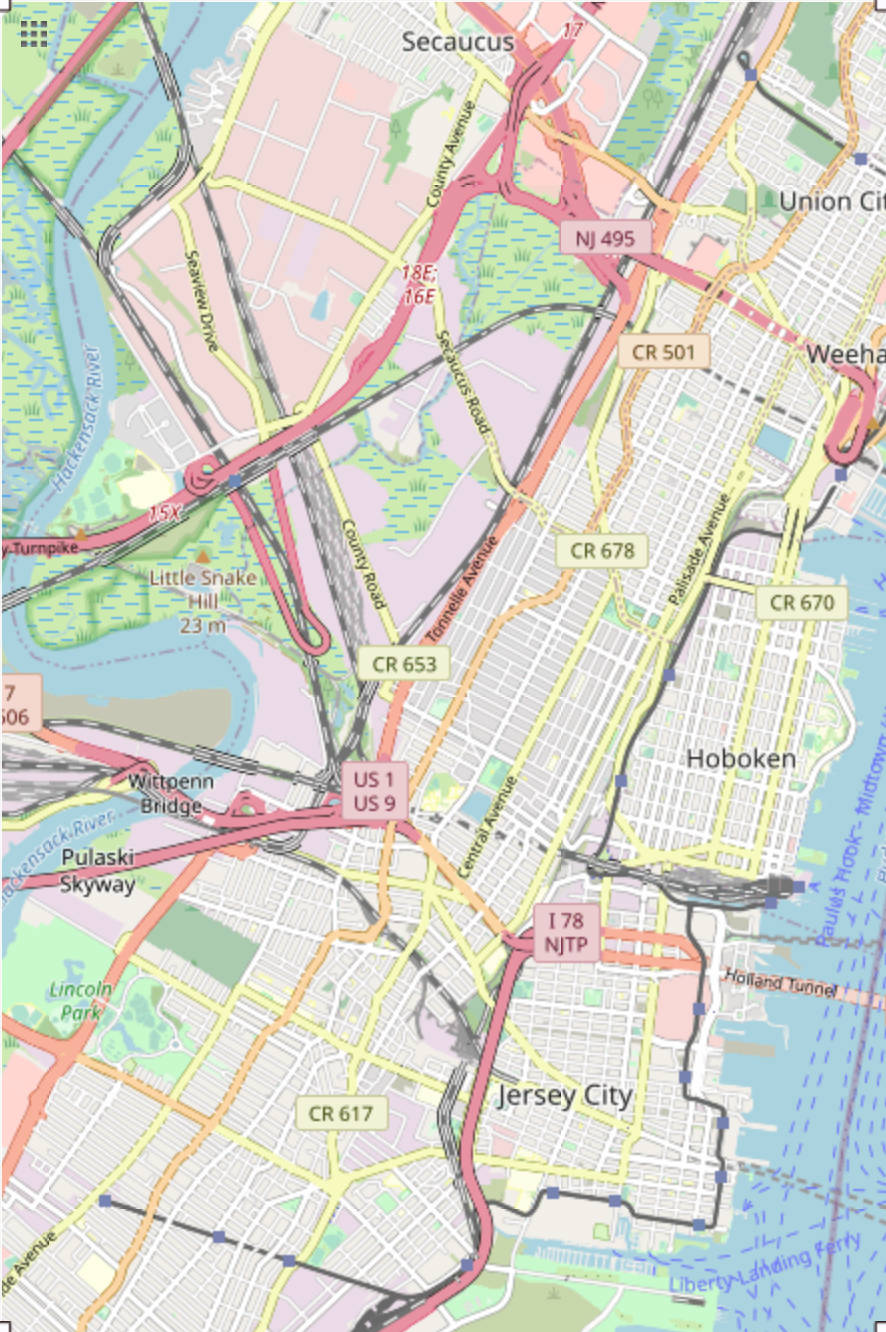 Secaucus
17
County Avenue
Union Cit
NJ 495
Seaview Drive
18E;
16E
CR 501
Weeha
Secaucus Road
Hackensack River
15X
y Turnpike
Little Snake
Hill
23 m
County Road
Tonnelle Avenue
CR 678
Palisade Avenue
CR 670
CR 653
7
506
Hoboken
US 1
US 9
Wittpenn
Bridge
Hackensack River
Pulaski
Skyway
Central Avenue
Paulus Hook - Midtown
I 78
NJTP
Holland Tunnel
Lincoln
Park
Jersey City
CR 617
de Avenue
Liberty Landing Ferry